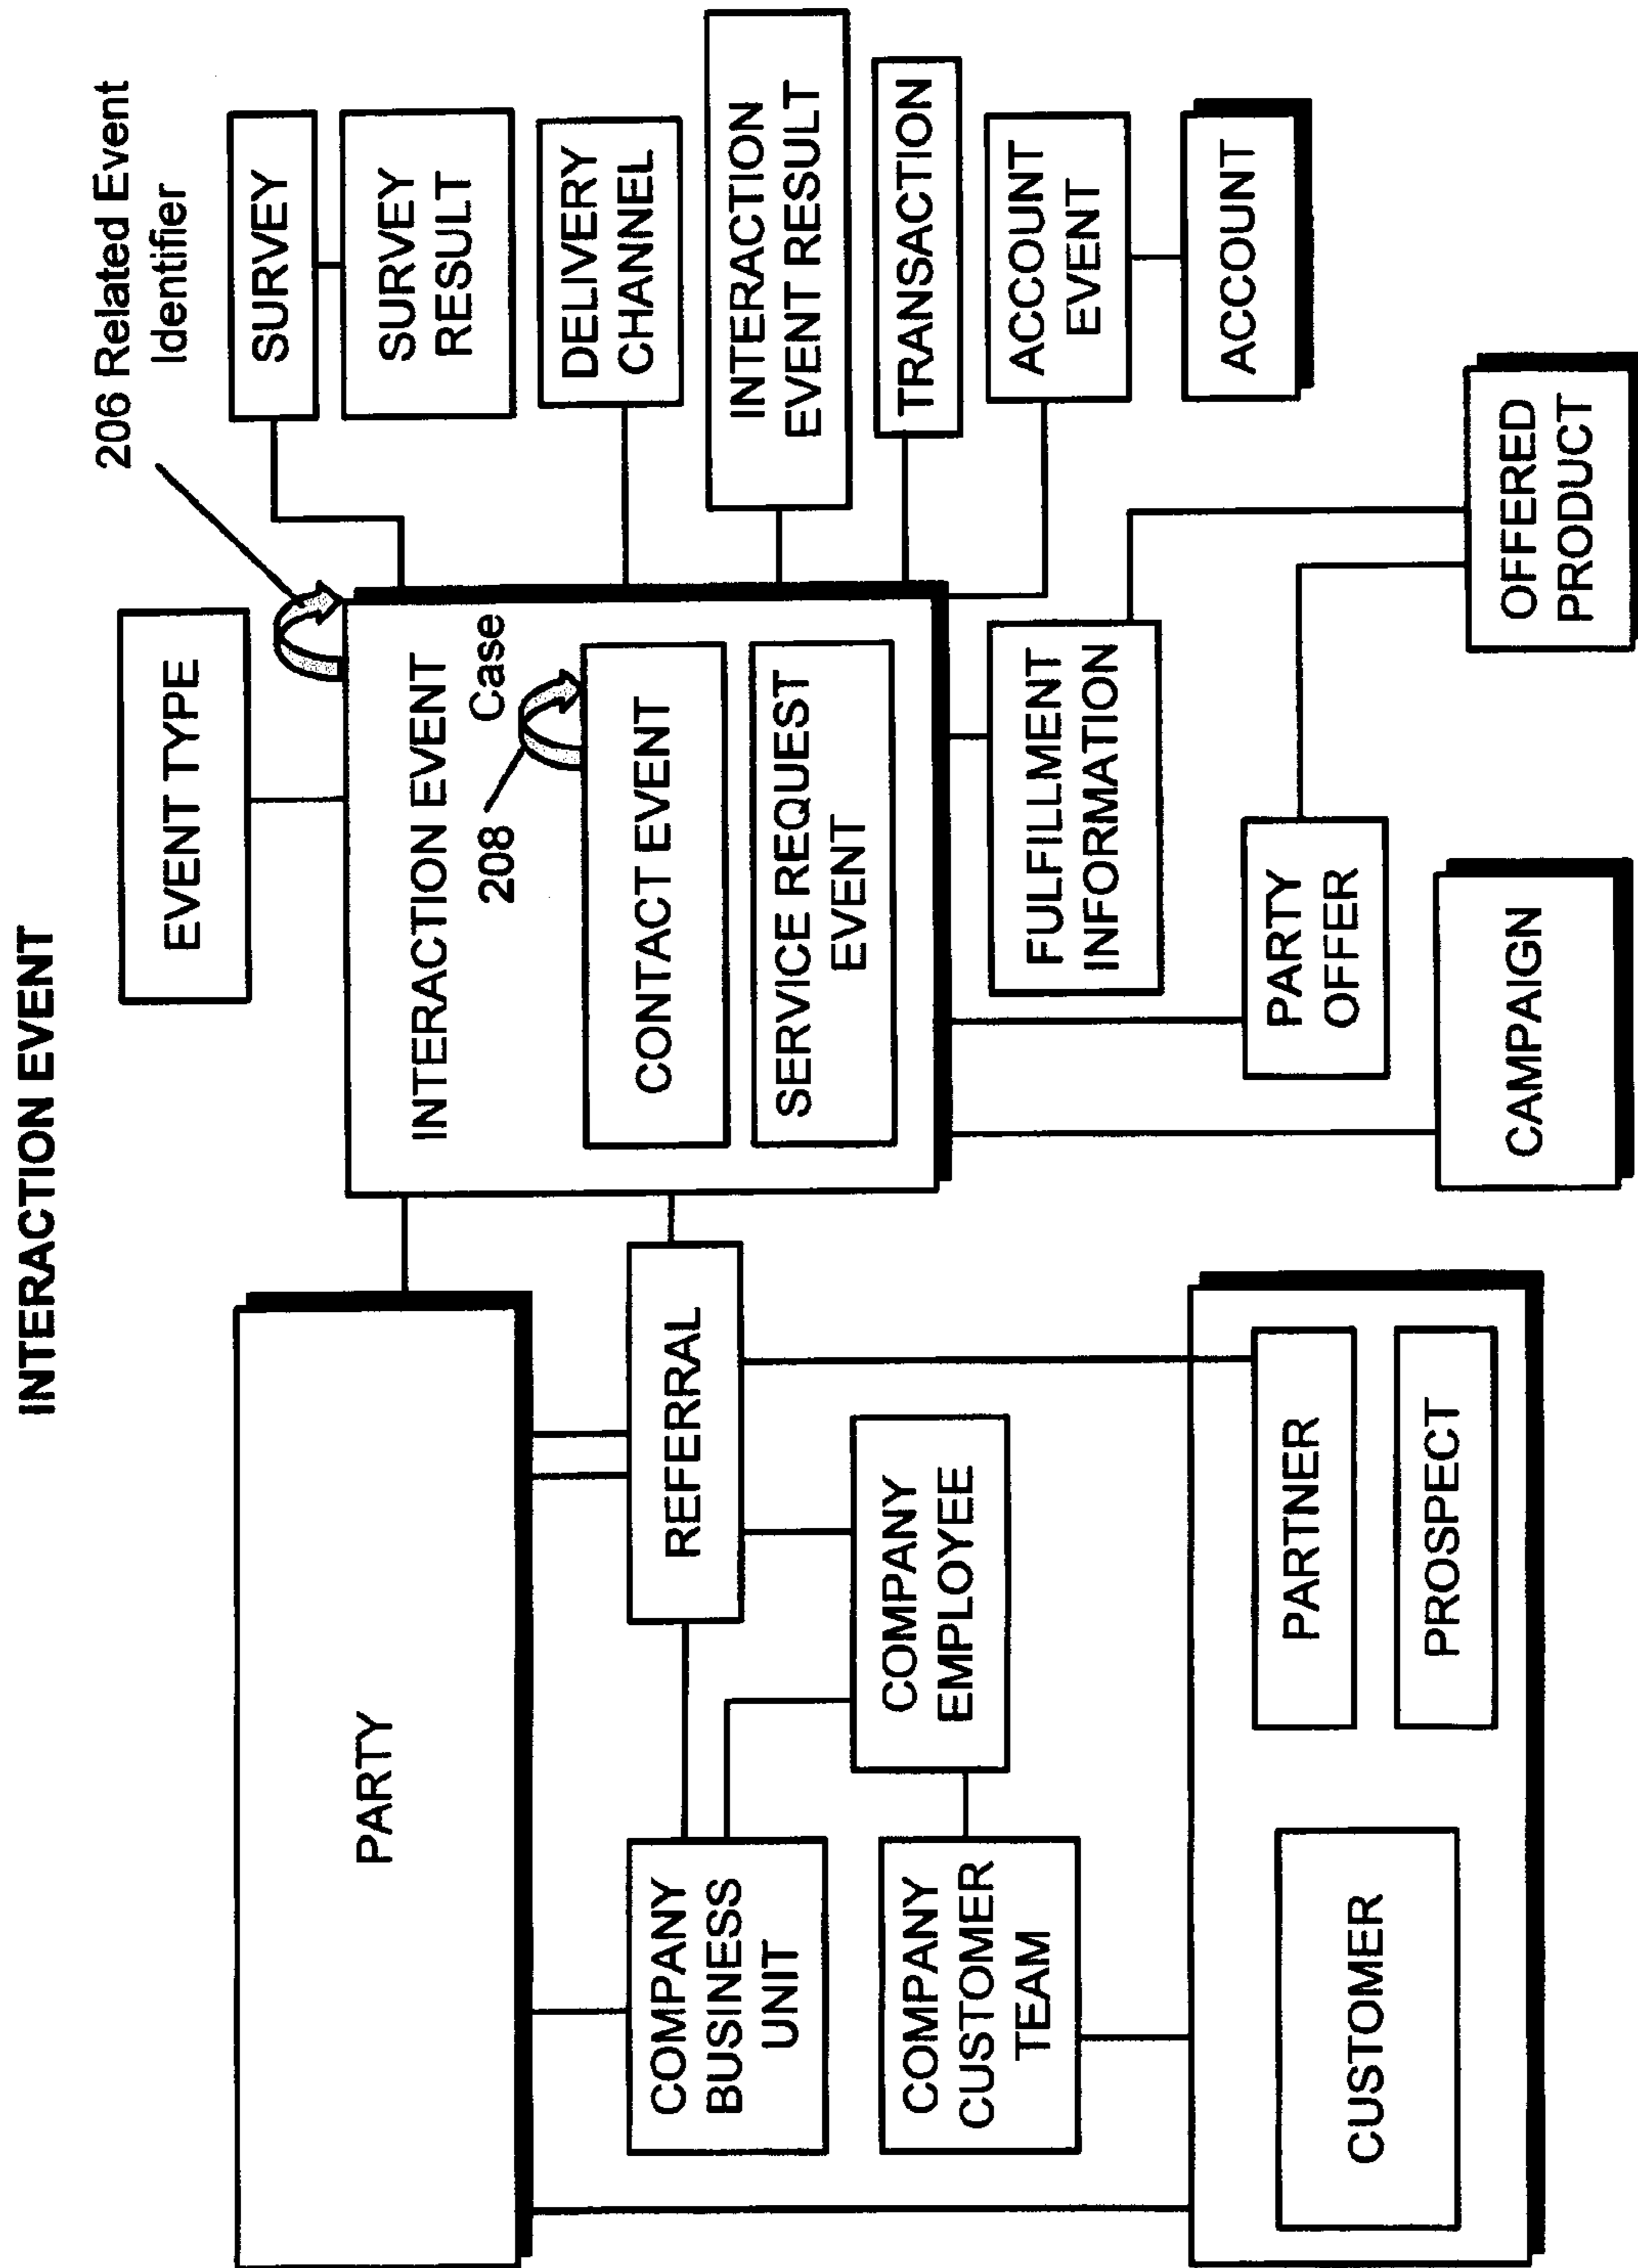 INTERACTION EVENT
206 Related Event
Identifier
EVENT TYPE
SURVEY
SURVEY
RESULT
DELIVERY
CHANNEL
INTERACTION
EVENT RESULT
TRANSACTION
ACCOUNT
EVENT
ACCOUNT
INTERACTION EVENT
Case
208
CONTACT EVENT
SERVICE REQUEST
EVENT
FULFILLMENT
INFORMATION
PARTY
OFFER
OFFERED
PRODUCT
CAMPAIGN
PARTY
REFERRAL
COMPANY
BUSINESS
UNIT
COMPANY
EMPLOYEE
COMPANY
CUSTOMER
TEAM
CUSTOMER
PARTNER
PROSPECT